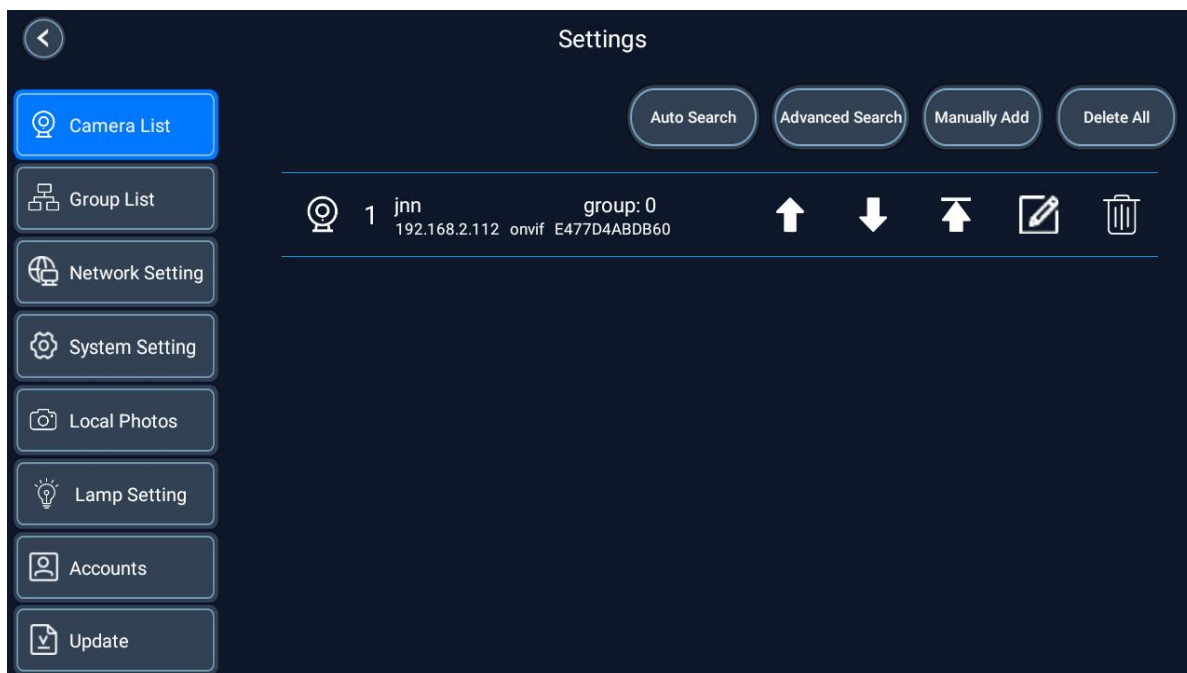 Settings
Auto Search
Advanced Search
Manually Add
Delete All
Camera List
Group List
Network Setting
System Setting
Local Photos
Lamp Setting
Accounts
Update
1 jnn group: 0
192.168.2.112 onvif E477D4ABDB60